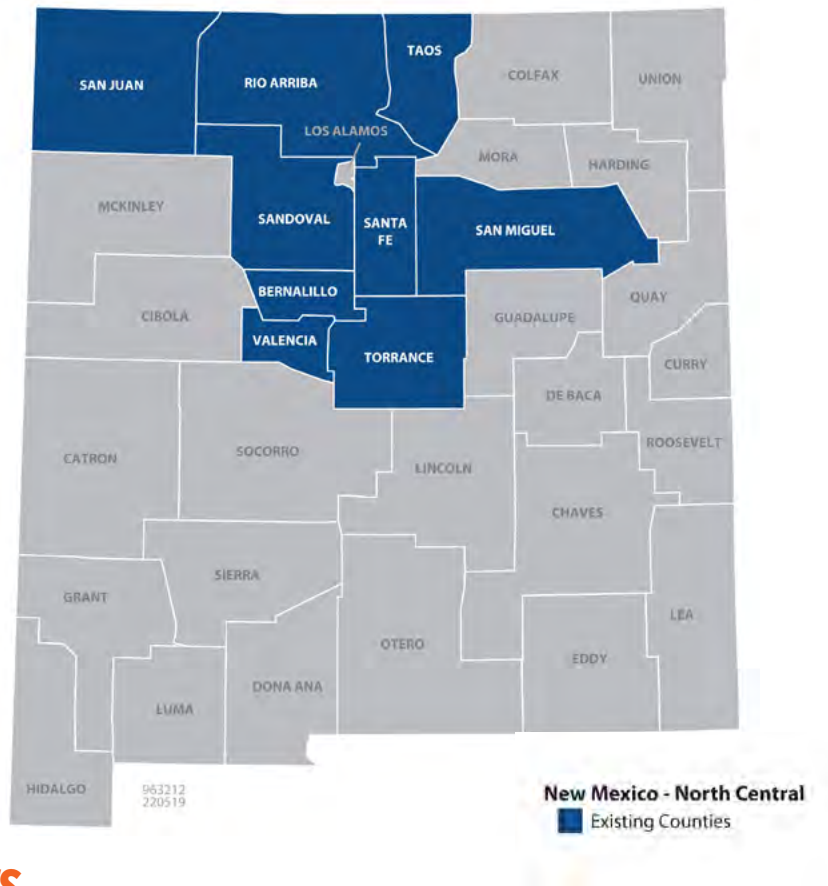 TAOS
SAN JUAN
RIO ARRIBA
COLFAX
UNION
LOS ALAMOS
MORA
HARDING
MCKINLEY
SANDOVAL
SANTA
FE
SAN MIGUEL
BERNALILLO
QUAY
CIBOLA
GUADALUPE
VALENCIA
TORRANCE
CURRY
DE BACA
SOCORRO
ROOSEVELT
CATRON
LINCOLN
CHAVES
SIERRA
GRANT
LEA
OTERO
EDDY
DONA ANA
LUMA
HIDALGO
963212
220519
New Mexico - North Central
Existing Counties